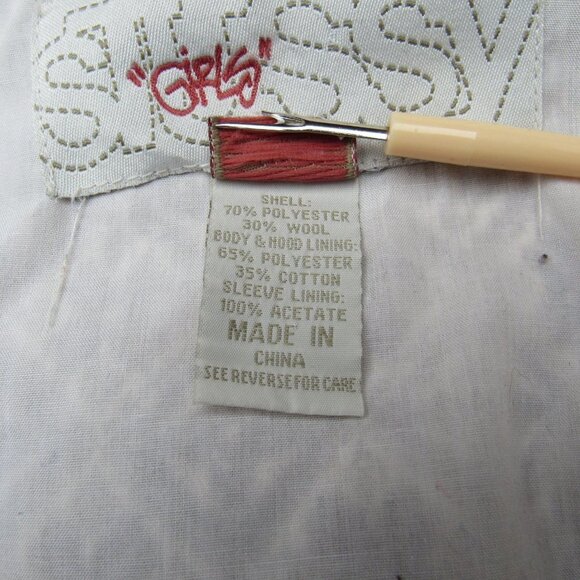 STUSSY
"GIRLS"
SHELL:
70% POLYESTER
30% WOOL
BODY & HOOD LINING:
65% POLYESTER
35% COTTON
SLEEVE LINING:
100% ACETATE
MADE IN
CHINA
SEE REVERSE FOR CARE